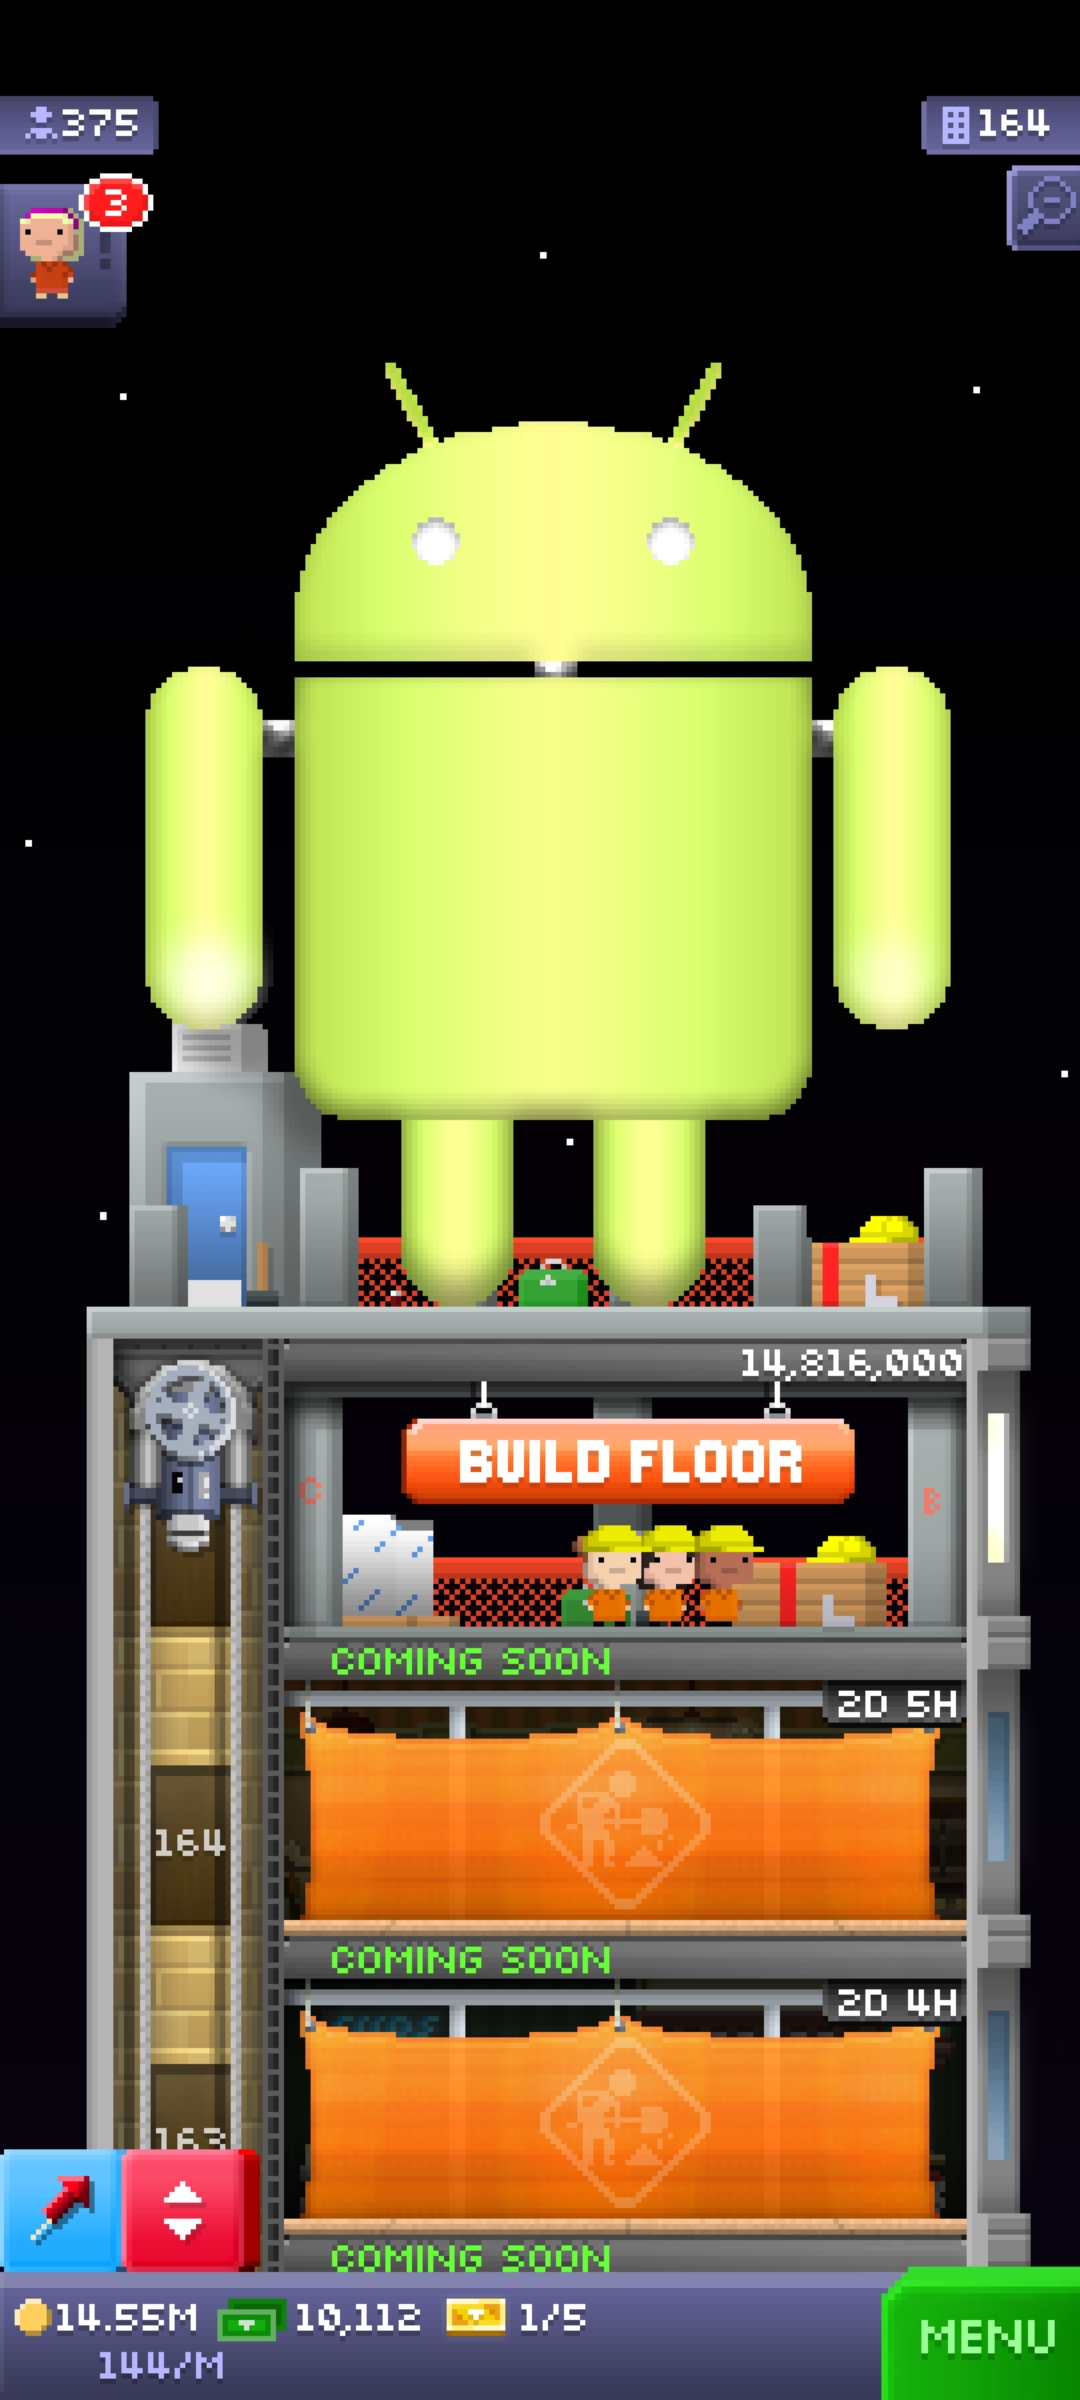 375
164
3
14,816,000
BUILD FLOOR
C
B
COMING SOON
2D 5H
164
COMING SOON
2D 4H
163
COMING SOON
14.55M 10,112 1/5
144/M
MENU